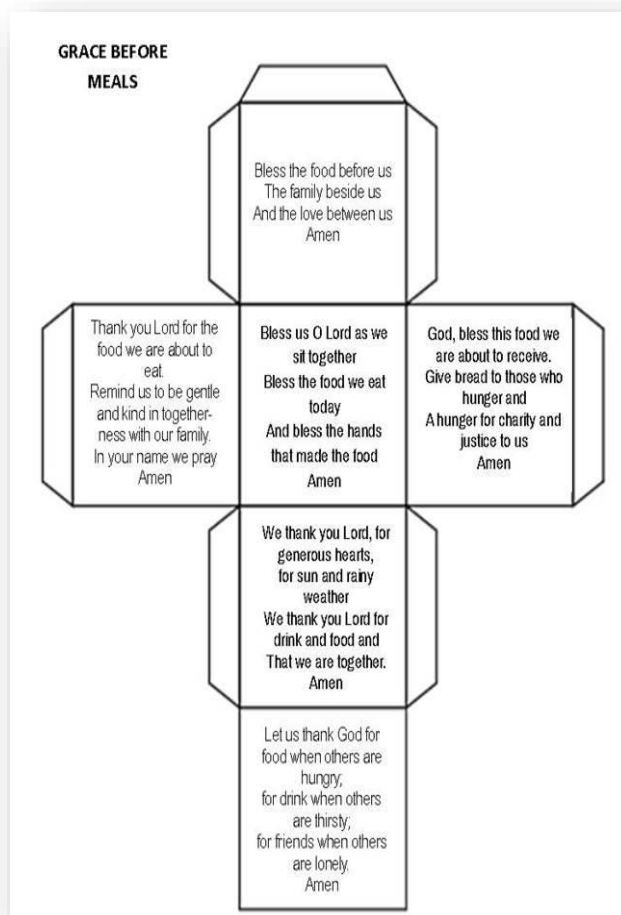 GRACE BEFORE
MEALS
Bless the food before us
The family beside us
And the love between us
Amen
Thank you Lord for the
food we are about to
eat.
Remind us to be gentle
and kind in together-
ness with our family.
In your name we pray
Amen
Bless us O Lord as we
sit together
Bless the food we eat
today
And bless the hands
that made the food
Amen
God, bless this food we
are about to receive.
Give bread to those who
hunger and
A hunger for charity and
justice to us
Amen
We thank you Lord, for
generous hearts,
for sun and rainy
weather
We thank you Lord for
drink and food and
That we are together.
Amen
Let us thank God for
food when others are
hungry;
for drink when others
are thirsty;
for friends when others
are lonely.
Amen